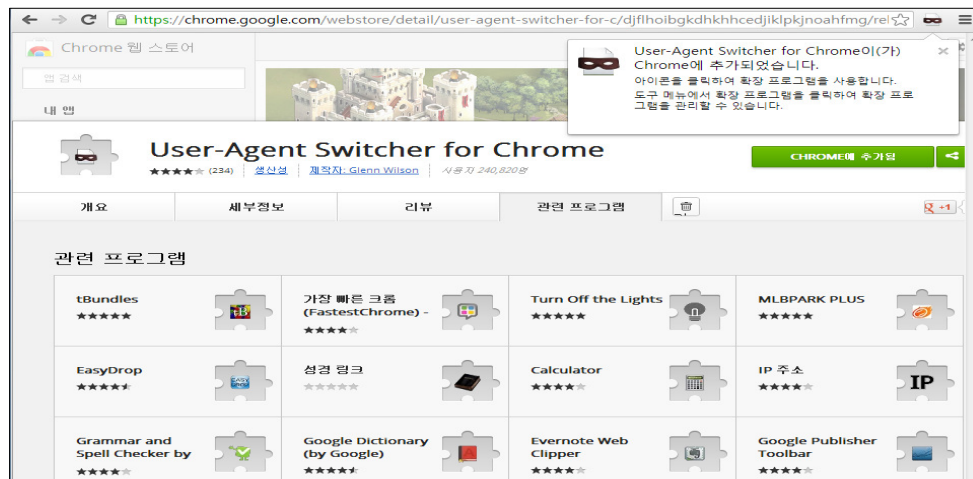 https://chrome.google.com/webstore/detail/user-agent-switcher-for-c/djflhoibgkdhkhhcedjiklpkjnoahfmg/rel
Chrome 웹 스토어
앱 검색
내 앱
User-Agent Switcher for Chrome이(가)
Chrome에 추가되었습니다.
아이콘을 클릭하여 확장 프로그램을 사용합니다.
도구 메뉴에서 확장 프로그램을 클릭하여 확장 프로
그램을 관리할 수 있습니다.
User-Agent Switcher for Chrome
(234) 생산성 제작자: Glenn Wilson 사용자 240,820명
CHROME에 추가됨
개요 세부정보 리뷰 관련 프로그램
+1
관련 프로그램
tBundles
가장 빠른 크롬
(FastestChrome) -
Turn Off the Lights
MLBPARK PLUS
EasyDrop
성경 링크
Calculator
IP 주소
IP
Grammar and
Spell Checker by
Google Dictionary
(by Google)
Evernote Web
Clipper
Google Publisher
Toolbar